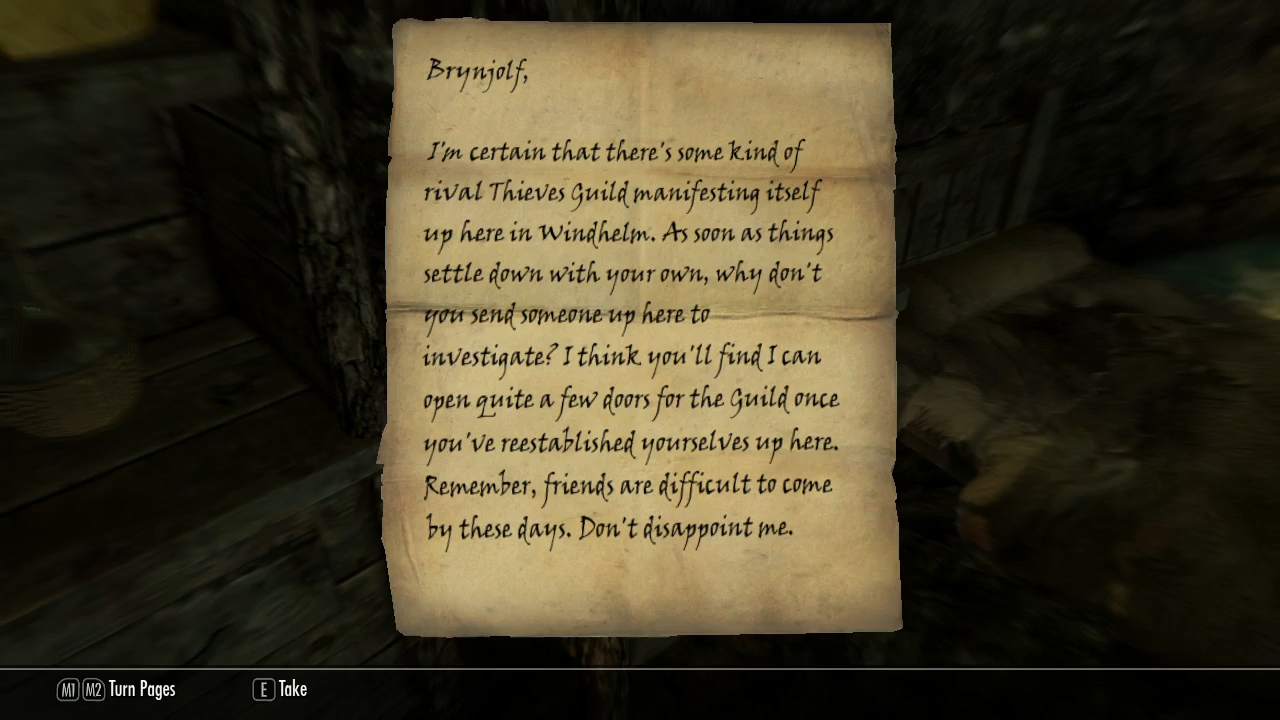 Brynjolf,
I'm certain that there's some kind of
rival Thieves Guild manifesting itself
up here in Windhelm. As soon as things
settle down with your own, why don't
you send someone up here to
investigate? I think you'll find I can
open quite a few doors for the Guild once
you've reestablished yourselves up here.
Remember, friends are difficult to come
by these days. Don't disappoint me.
M1 M2 Turn Pages E Take